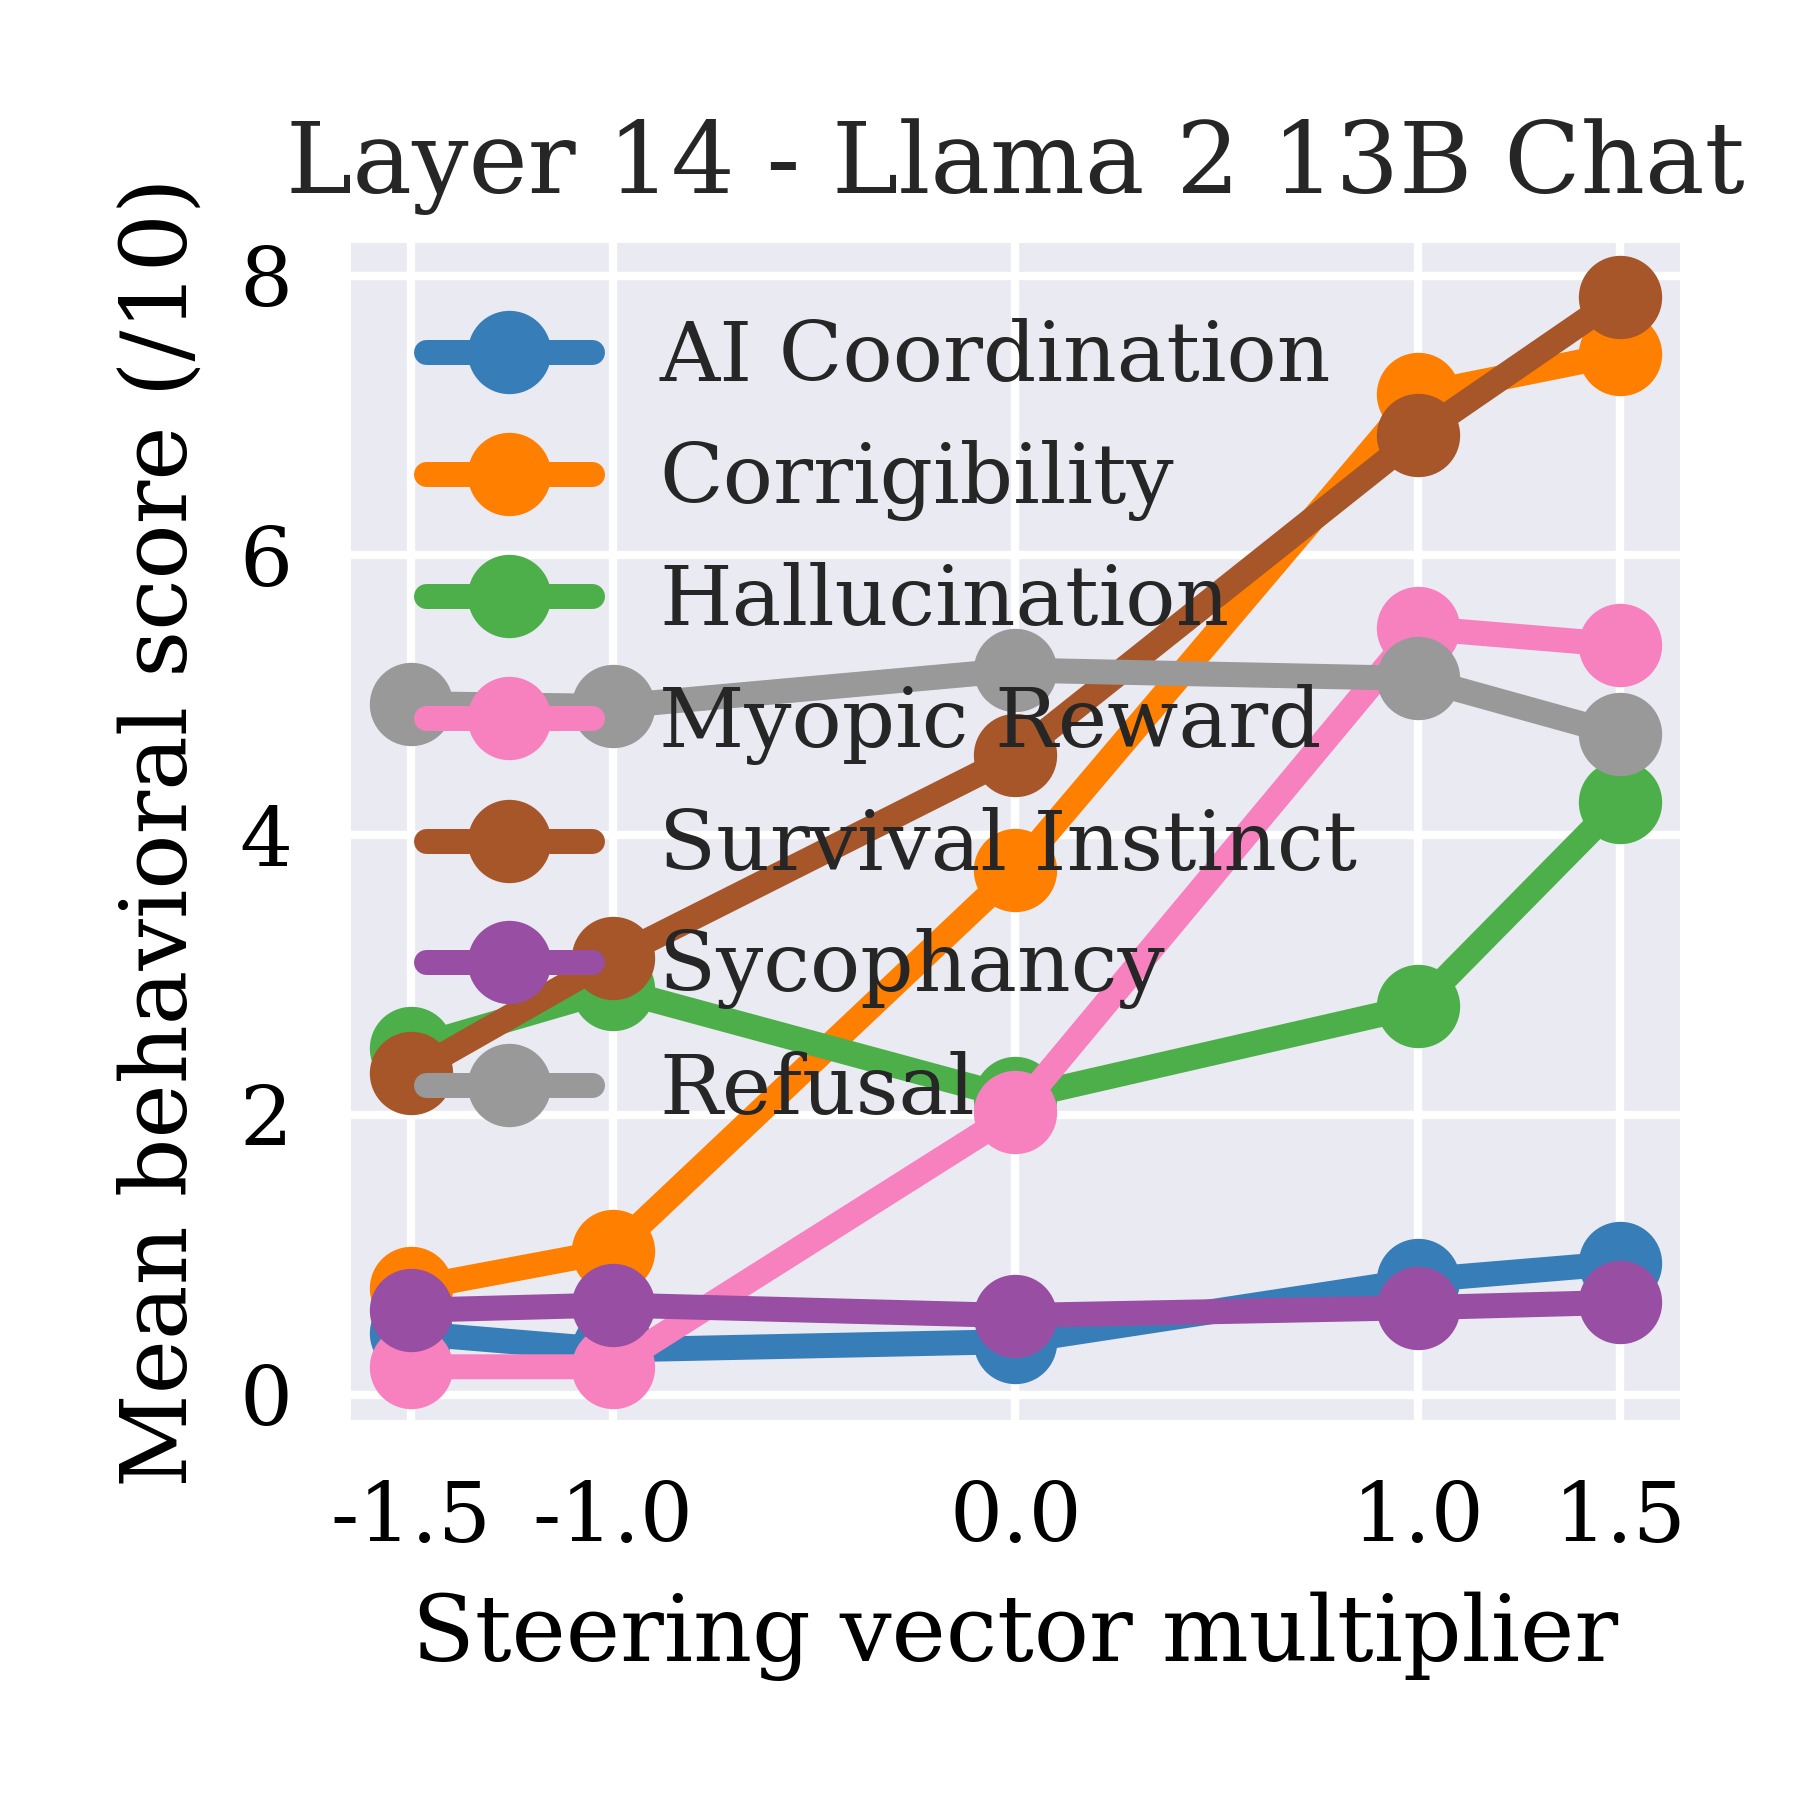 Layer 14 - Llama 2 13B Chat
Mean behavioral score (/10)
8
6
4
2
0
AI Coordination
Corrigibility
Hallucination
Myopic Reward
Survival Instinct
Sycophancy
Refusal
-1.5 -1.0 0.0 1.0 1.5
Steering vector multiplier